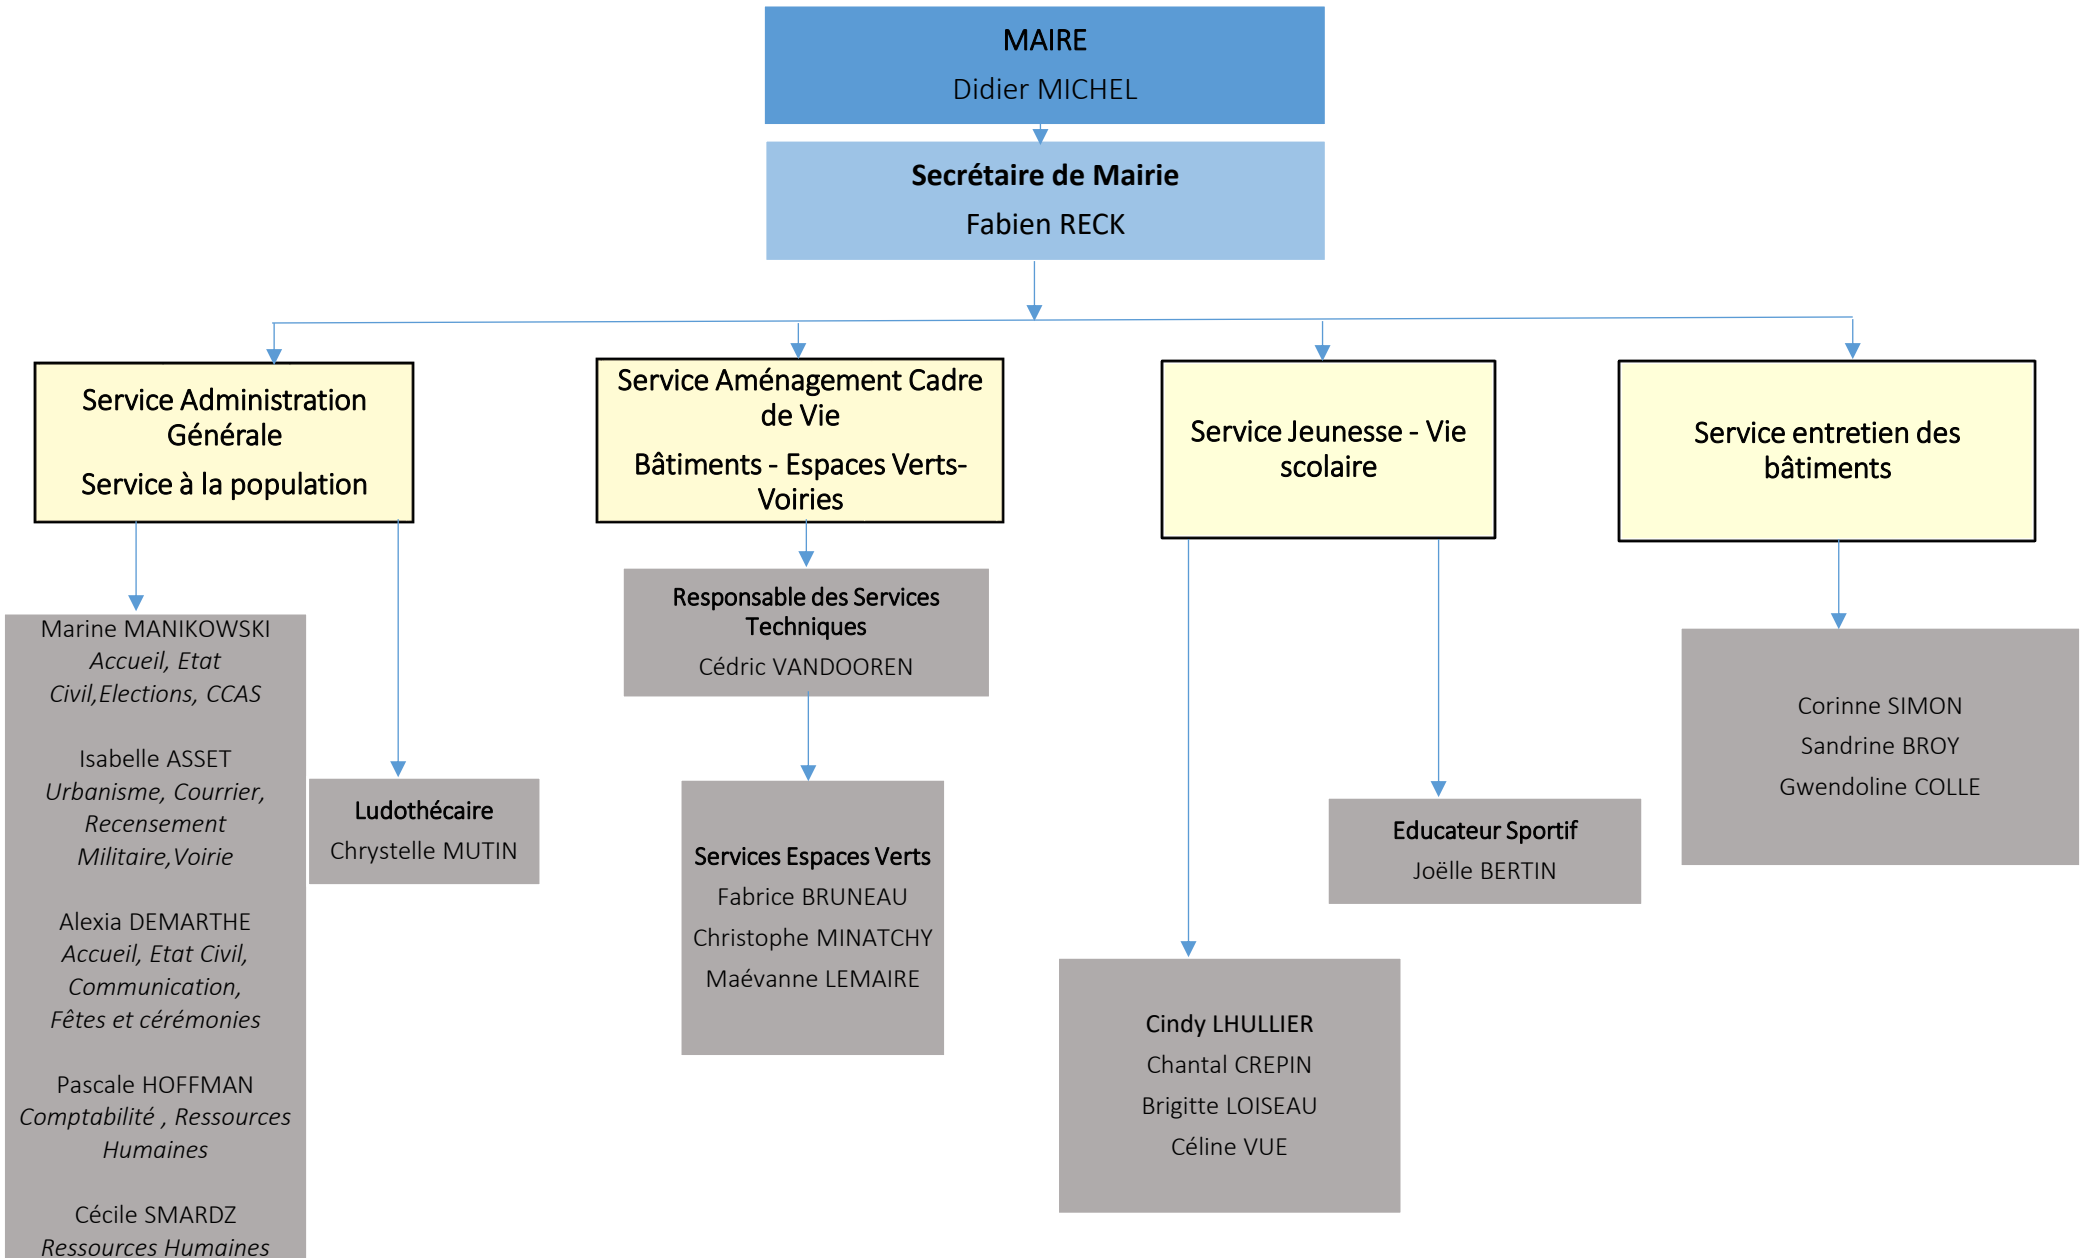 MAIRE
Didier MICHEL
Secrétaire de Mairie
Fabien RECK
Service Administration
Générale
Service à la population
Service Aménagement Cadre
de Vie
Bâtiments - Espaces Verts-
Voiries
Service Jeunesse - Vie
scolaire
Service entretien des
bâtiments
Marine MANIKOWSKI
Accueil, Etat
Civil,Elections, CCAS
Isabelle ASSET
Urbanisme, Courrier,
Recensement
Militaire,Voirie
Alexia DEMARTHE
Accueil, Etat Civil,
Communication,
Fêtes et cérémonies
Pascale HOFFMAN
Comptabilité , Ressources
Humaines
Cécile SMARDZ
Ressources Humaines
Ludothécaire
Chrystelle MUTIN
Responsable des Services
Techniques
Cédric VANDOOREN
Services Espaces Verts
Fabrice BRUNEAU
Christophe MINATCHY
Maévanne LEMAIRE
Cindy LHULLIER
Chantal CREPIN
Brigitte LOISEAU
Céline VUE
Educateur Sportif
Joëlle BERTIN
Corinne SIMON
Sandrine BROY
Gwendoline COLLE